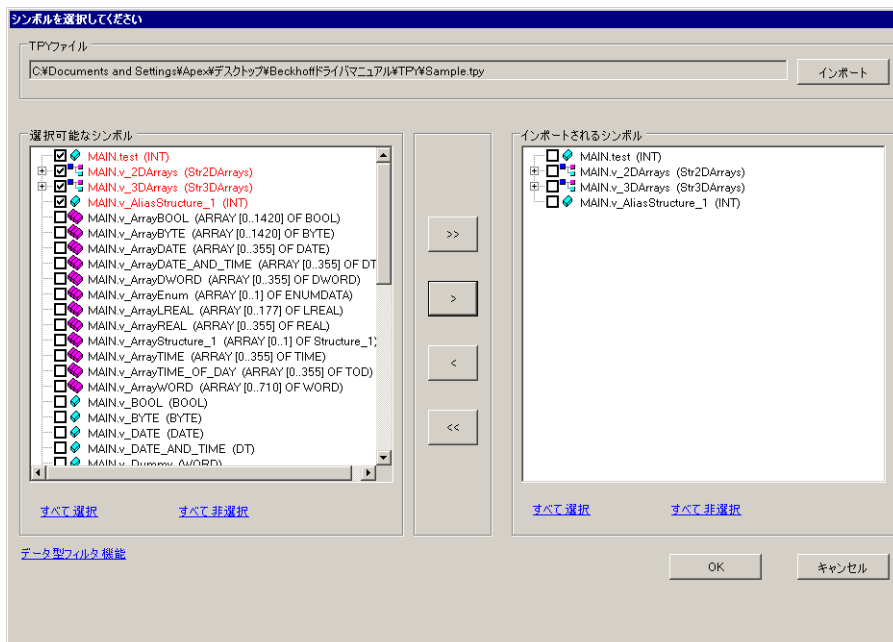 シンボルを選択してください
TPYファイル
C:¥Documents and Settings¥Apex¥デスクトップ¥Beckhoffドライバマニュアル¥TPY¥Sample.tpy
インポート
選択可能なシンボル
MAIN.test (INT)
MAIN.v_2DArrays (Str2DArrays)
MAIN.v_3DArrays (Str3DArrays)
MAIN.v_AliasStructure_1 (INT)
MAIN.v_ArrayBOOL (ARRAY [0..1420] OF BOOL)
MAIN.v_ArrayBYTE (ARRAY [0..1420] OF BYTE)
MAIN.v_ArrayDATE (ARRAY [0..355] OF DATE)
MAIN.v_ArrayDATE_AND_TIME (ARRAY [0..355] OF DT
MAIN.v_ArrayDWORD (ARRAY [0..355] OF DWORD)
MAIN.v_ArrayEnum (ARRAY [0..1] OF ENUMDATA)
MAIN.v_ArrayLREAL (ARRAY [0..177] OF LREAL)
MAIN.v_ArrayREAL (ARRAY [0..355] OF REAL)
MAIN.v_ArrayStructure_1 (ARRAY [0..1] OF Structure_1)
MAIN.v_ArrayTIME (ARRAY [0..355] OF TIME)
MAIN.v_ArrayTIME_OF_DAY (ARRAY [0..355] OF TOD)
MAIN.v_ArrayWORD (ARRAY [0..710] OF WORD)
MAIN.v_BOOL (BOOL)
MAIN.v_BYTE (BYTE)
MAIN.v_DATE (DATE)
MAIN.v_DATE_AND_TIME (DT)
MAIN.v_Dummy (WORD)
すべて選択
すべて非選択
>>
>
<
<<
インポートされるシンボル
MAIN.test (INT)
MAIN.v_2DArrays (Str2DArrays)
MAIN.v_3DArrays (Str3DArrays)
MAIN.v_AliasStructure_1 (INT)
すべて選択
すべて非選択
データ型フィルタ機能
OK
キャンセル